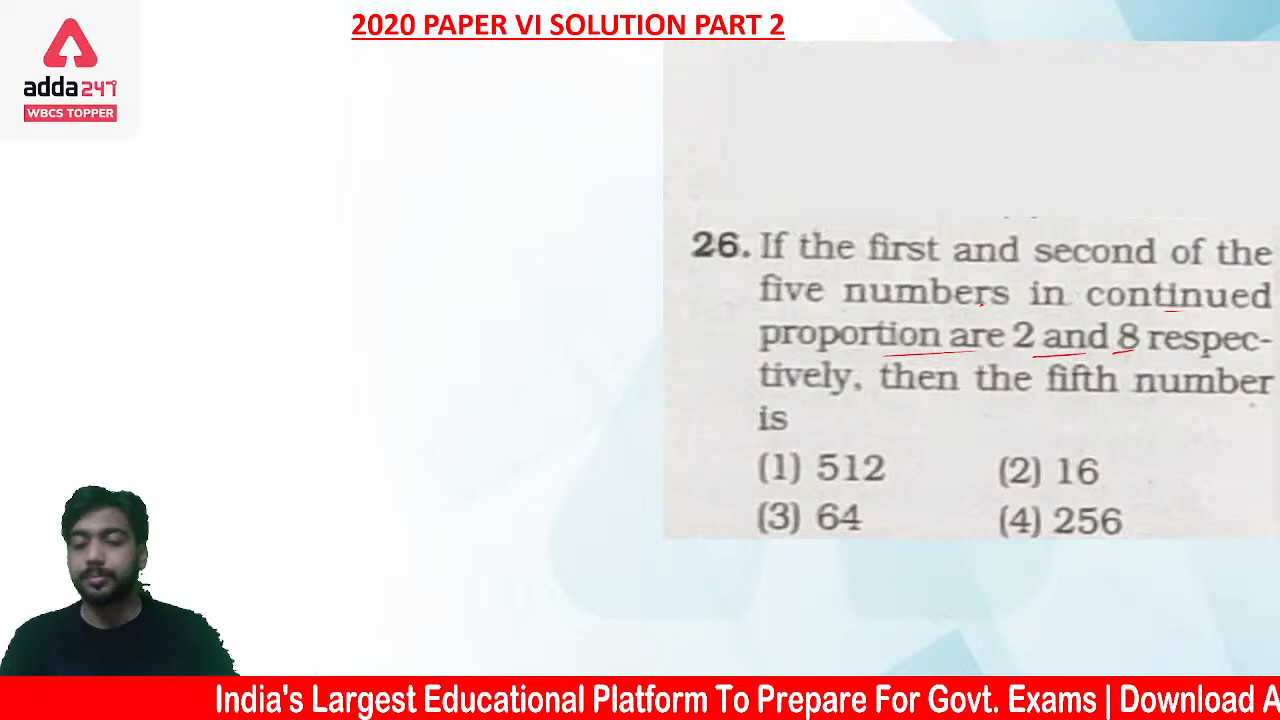 2020 PAPER VI SOLUTION PART 2
adda247
WBCS TOPPER
26. If the first and second of the
five numbers in continued
proportion are 2 and 8 respec-
tively, then the fifth number
is
(1) 512 (2) 16
(3) 64 (4) 256
India's Largest Educational Platform To Prepare For Govt. Exams | Download A